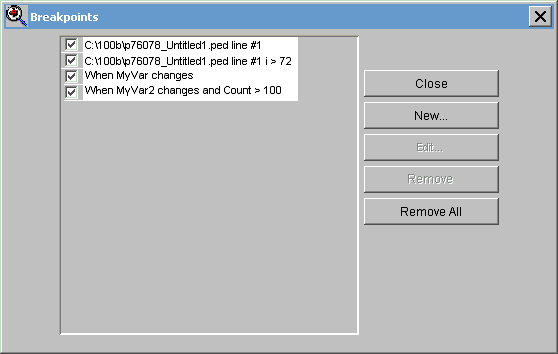 Breakpoints
C:\100b\p76078_Untitled1.ped line #1
C:\100b\p76078_Untitled1.ped line #1 i > 72
When MyVar changes
When MyVar2 changes and Count > 100
Close
New...
Edit...
Remove
Remove All